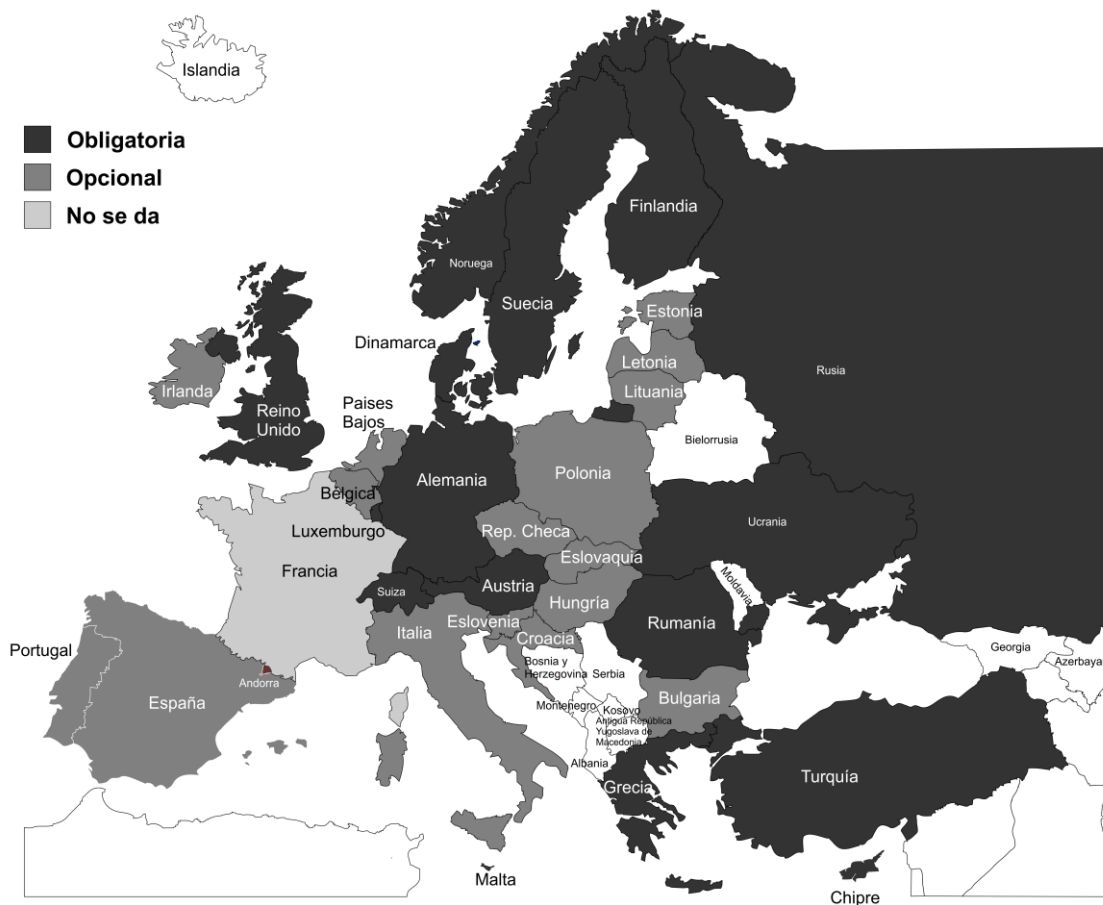 Islandia
Obligatoria
Opcional
No se da
Finlandia
Noruega
Suecia
Estonia
Dinamarca
Letonia
Rusia
Irlanda
Lituania
Reino
Unido
Paises
Bajos
Bielorrusia
Alemania
Polonia
Bélgica
Luxemburgo
Rep. Checa
Ucrania
Eslovaquía
Francia
Moldavia
Suiza
Austria
Hungría
Eslovenia
Rumanía
Italia
Croacia
Portugal
Georgia
Bosnia y
Herzegovina
Serbia
Azerbaya
Andorra
España
Bulgaria
Montenegro
Kosovo
Antigua República
Yugoslava de
Macedonia
Albania
Turquía
Grecia
Malta
Chipre